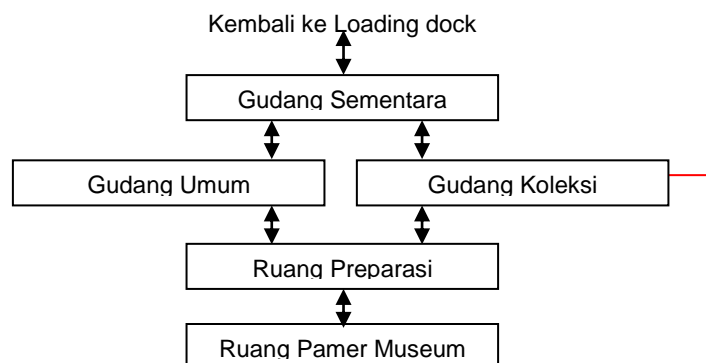 Kembali ke Loading dock
Gudang Sementara
Gudang Umum
Gudang Koleksi
Ruang Preparasi
Ruang Pamer Museum